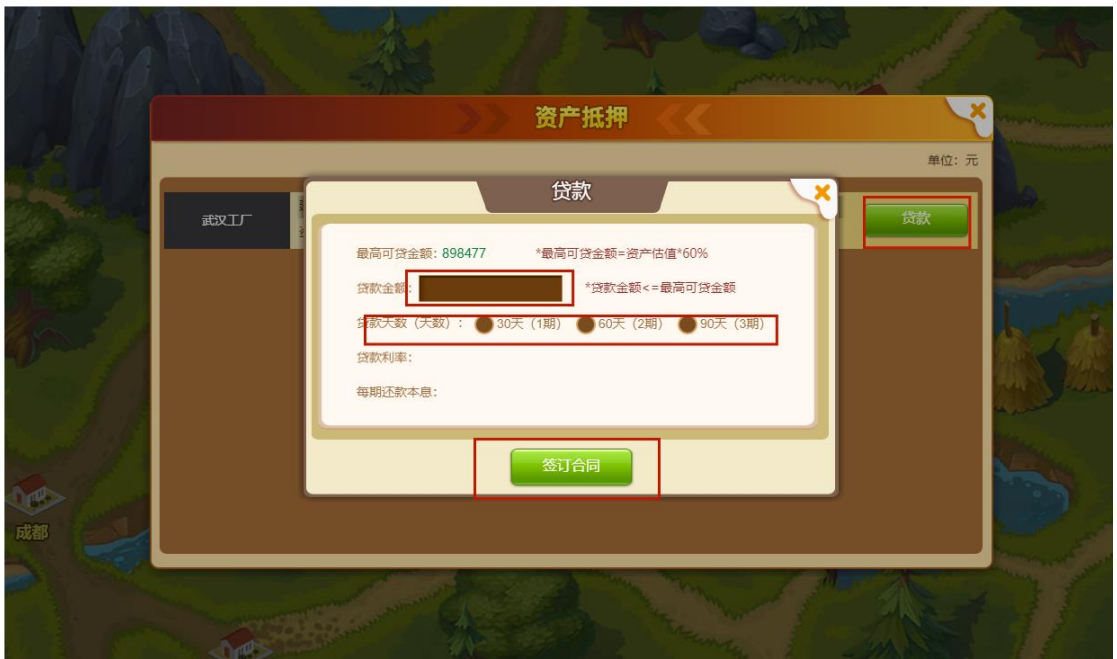 资产抵押
单位：元
武汉工厂
贷款
贷款
最高可贷金额：898477 *最高可贷金额=资产估值*60%
贷款金额： *贷款金额<=最高可贷金额
贷款天数（天数）： 30天（1期） 60天（2期） 90天（3期）
贷款利率：
每期还款本息：
签订合同
成都